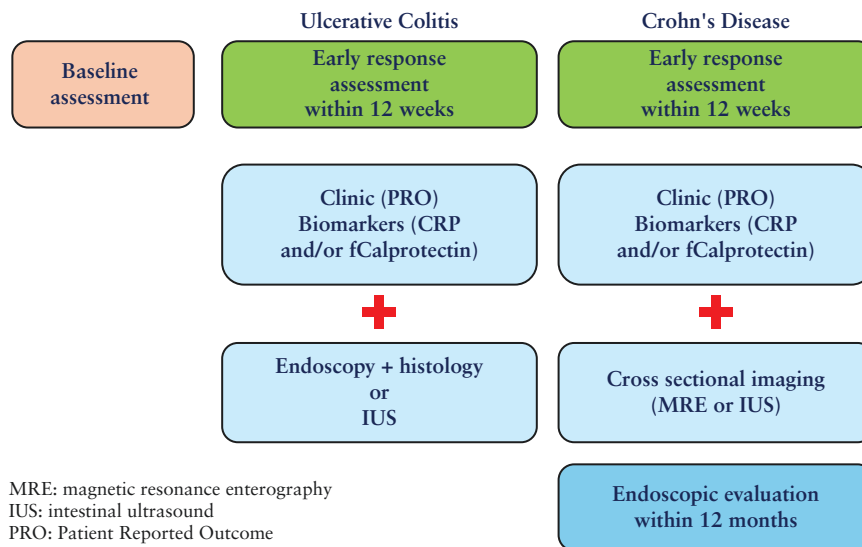 Ulcerative Colitis
Crohn's Disease
Baseline
assessment
Early response
assessment
within 12 weeks
Early response
assessment
within 12 weeks
Clinic (PRO)
Biomarkers (CRP
and/or fCalprotectin)
Clinic (PRO)
Biomarkers (CRP
and/or fCalprotectin)
Endoscopy + histology
or
IUS
Cross sectional imaging
(MRE or IUS)
MRE: magnetic resonance enterography
IUS: intestinal ultrasound
PRO: Patient Reported Outcome
Endoscopic evaluation
within 12 months